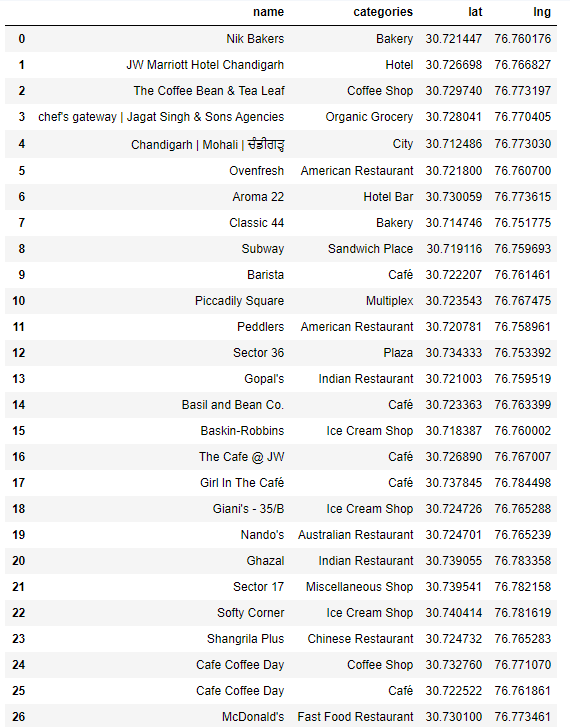 name categories lat lng
0 Nik Bakers Bakery 30.721447 76.760176
1 JW Marriott Hotel Chandigarh Hotel 30.726698 76.766827
2 The Coffee Bean & Tea Leaf Coffee Shop 30.729740 76.773197
3 chef's gateway | Jagat Singh & Sons Agencies Organic Grocery 30.728041 76.770405
4 Chandigarh | Mohali | ਚੰਡੀਗੜ੍ਹ City 30.712486 76.773030
5 Ovenfresh American Restaurant 30.721800 76.760700
6 Aroma 22 Hotel Bar 30.730059 76.773615
7 Classic 44 Bakery 30.714746 76.751775
8 Subway Sandwich Place 30.719116 76.759693
9 Barista Café 30.722207 76.761461
10 Piccadily Square Multiplex 30.723543 76.767475
11 Peddlers American Restaurant 30.720781 76.758961
12 Sector 36 Plaza 30.734333 76.753392
13 Gopal's Indian Restaurant 30.721003 76.759519
14 Basil and Bean Co. Café 30.723363 76.763399
15 Baskin-Robbins Ice Cream Shop 30.718387 76.760002
16 The Cafe @ JW Café 30.726890 76.767007
17 Girl In The Café Café 30.737845 76.784498
18 Giani's - 35/B Ice Cream Shop 30.724726 76.765288
19 Nando's Australian Restaurant 30.724701 76.765239
20 Ghazal Indian Restaurant 30.739055 76.783358
21 Sector 17 Miscellaneous Shop 30.739541 76.782158
22 Softy Corner Ice Cream Shop 30.740414 76.781619
23 Shangrila Plus Chinese Restaurant 30.724732 76.765283
24 Cafe Coffee Day Coffee Shop 30.732760 76.771070
25 Cafe Coffee Day Café 30.722522 76.761861
26 McDonald's Fast Food Restaurant 30.730100 76.773461